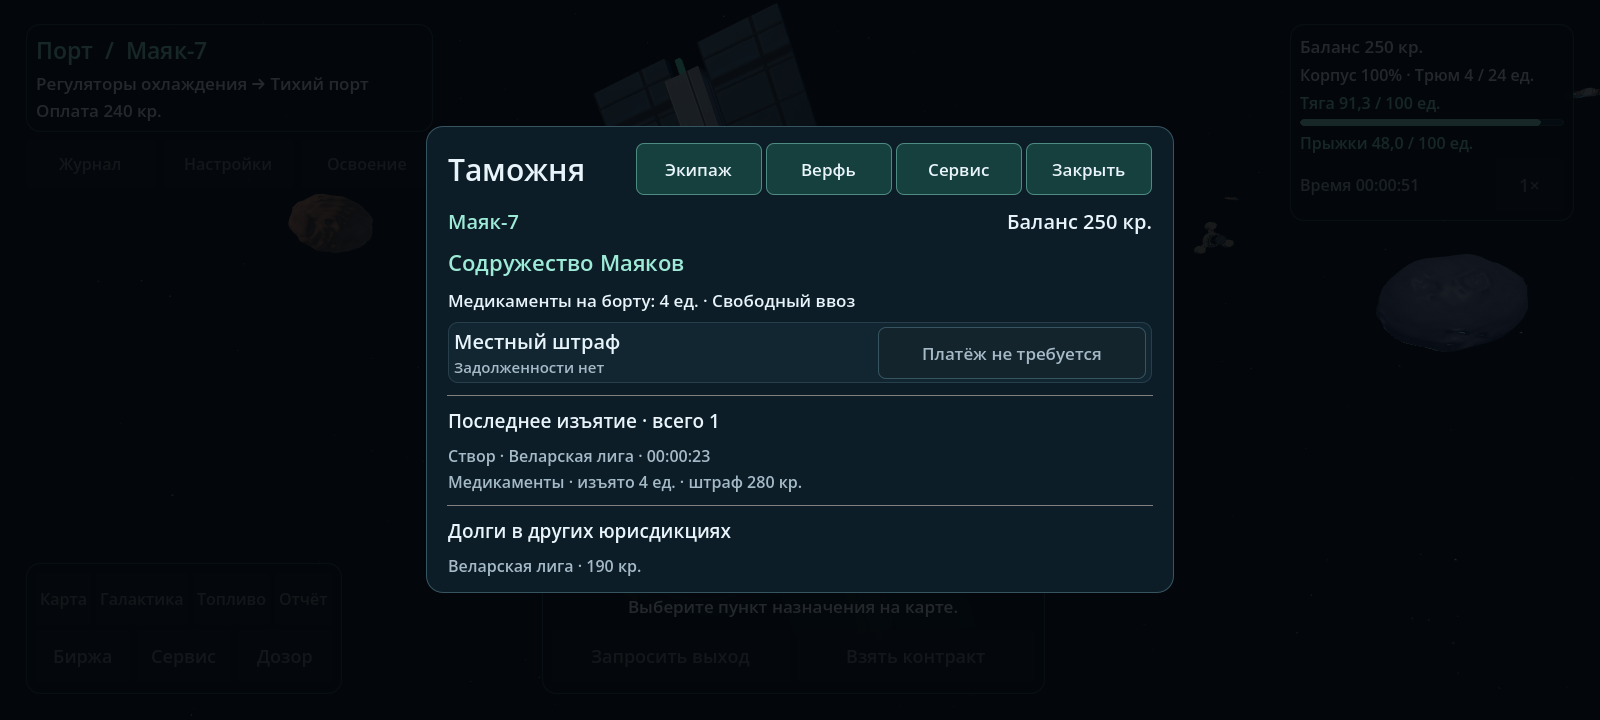 Порт / Маяк-7
Регуляторы охлаждения → Тихий порт
Оплата 240 кр.
Журнал
Настройки
Освоение
Баланс 250 кр.
Корпус 100% · Трюм 4 / 24 ед.
Тяга 91,3 / 100 ед.
Прыжки 48,0 / 100 ед.
Время 00:00:51
1×
Таможня
Экипаж
Верфь
Сервис
Закрыть
Маяк-7
Баланс 250 кр.
Содружество Маяков
Медикаменты на борту: 4 ед. · Свободный ввоз
Местный штраф
Задолженности нет
Платёж не требуется
Последнее изъятие · всего 1
Створ · Веларская лига · 00:00:23
Медикаменты · изъято 4 ед. · штраф 280 кр.
Долги в других юрисдикциях
Веларская лига · 190 кр.
Карта
Галактика
Топливо
Отчёт
Биржа
Сервис
Дозор
Выберите пункт назначения на карте.
Запросить выход
Взять контракт